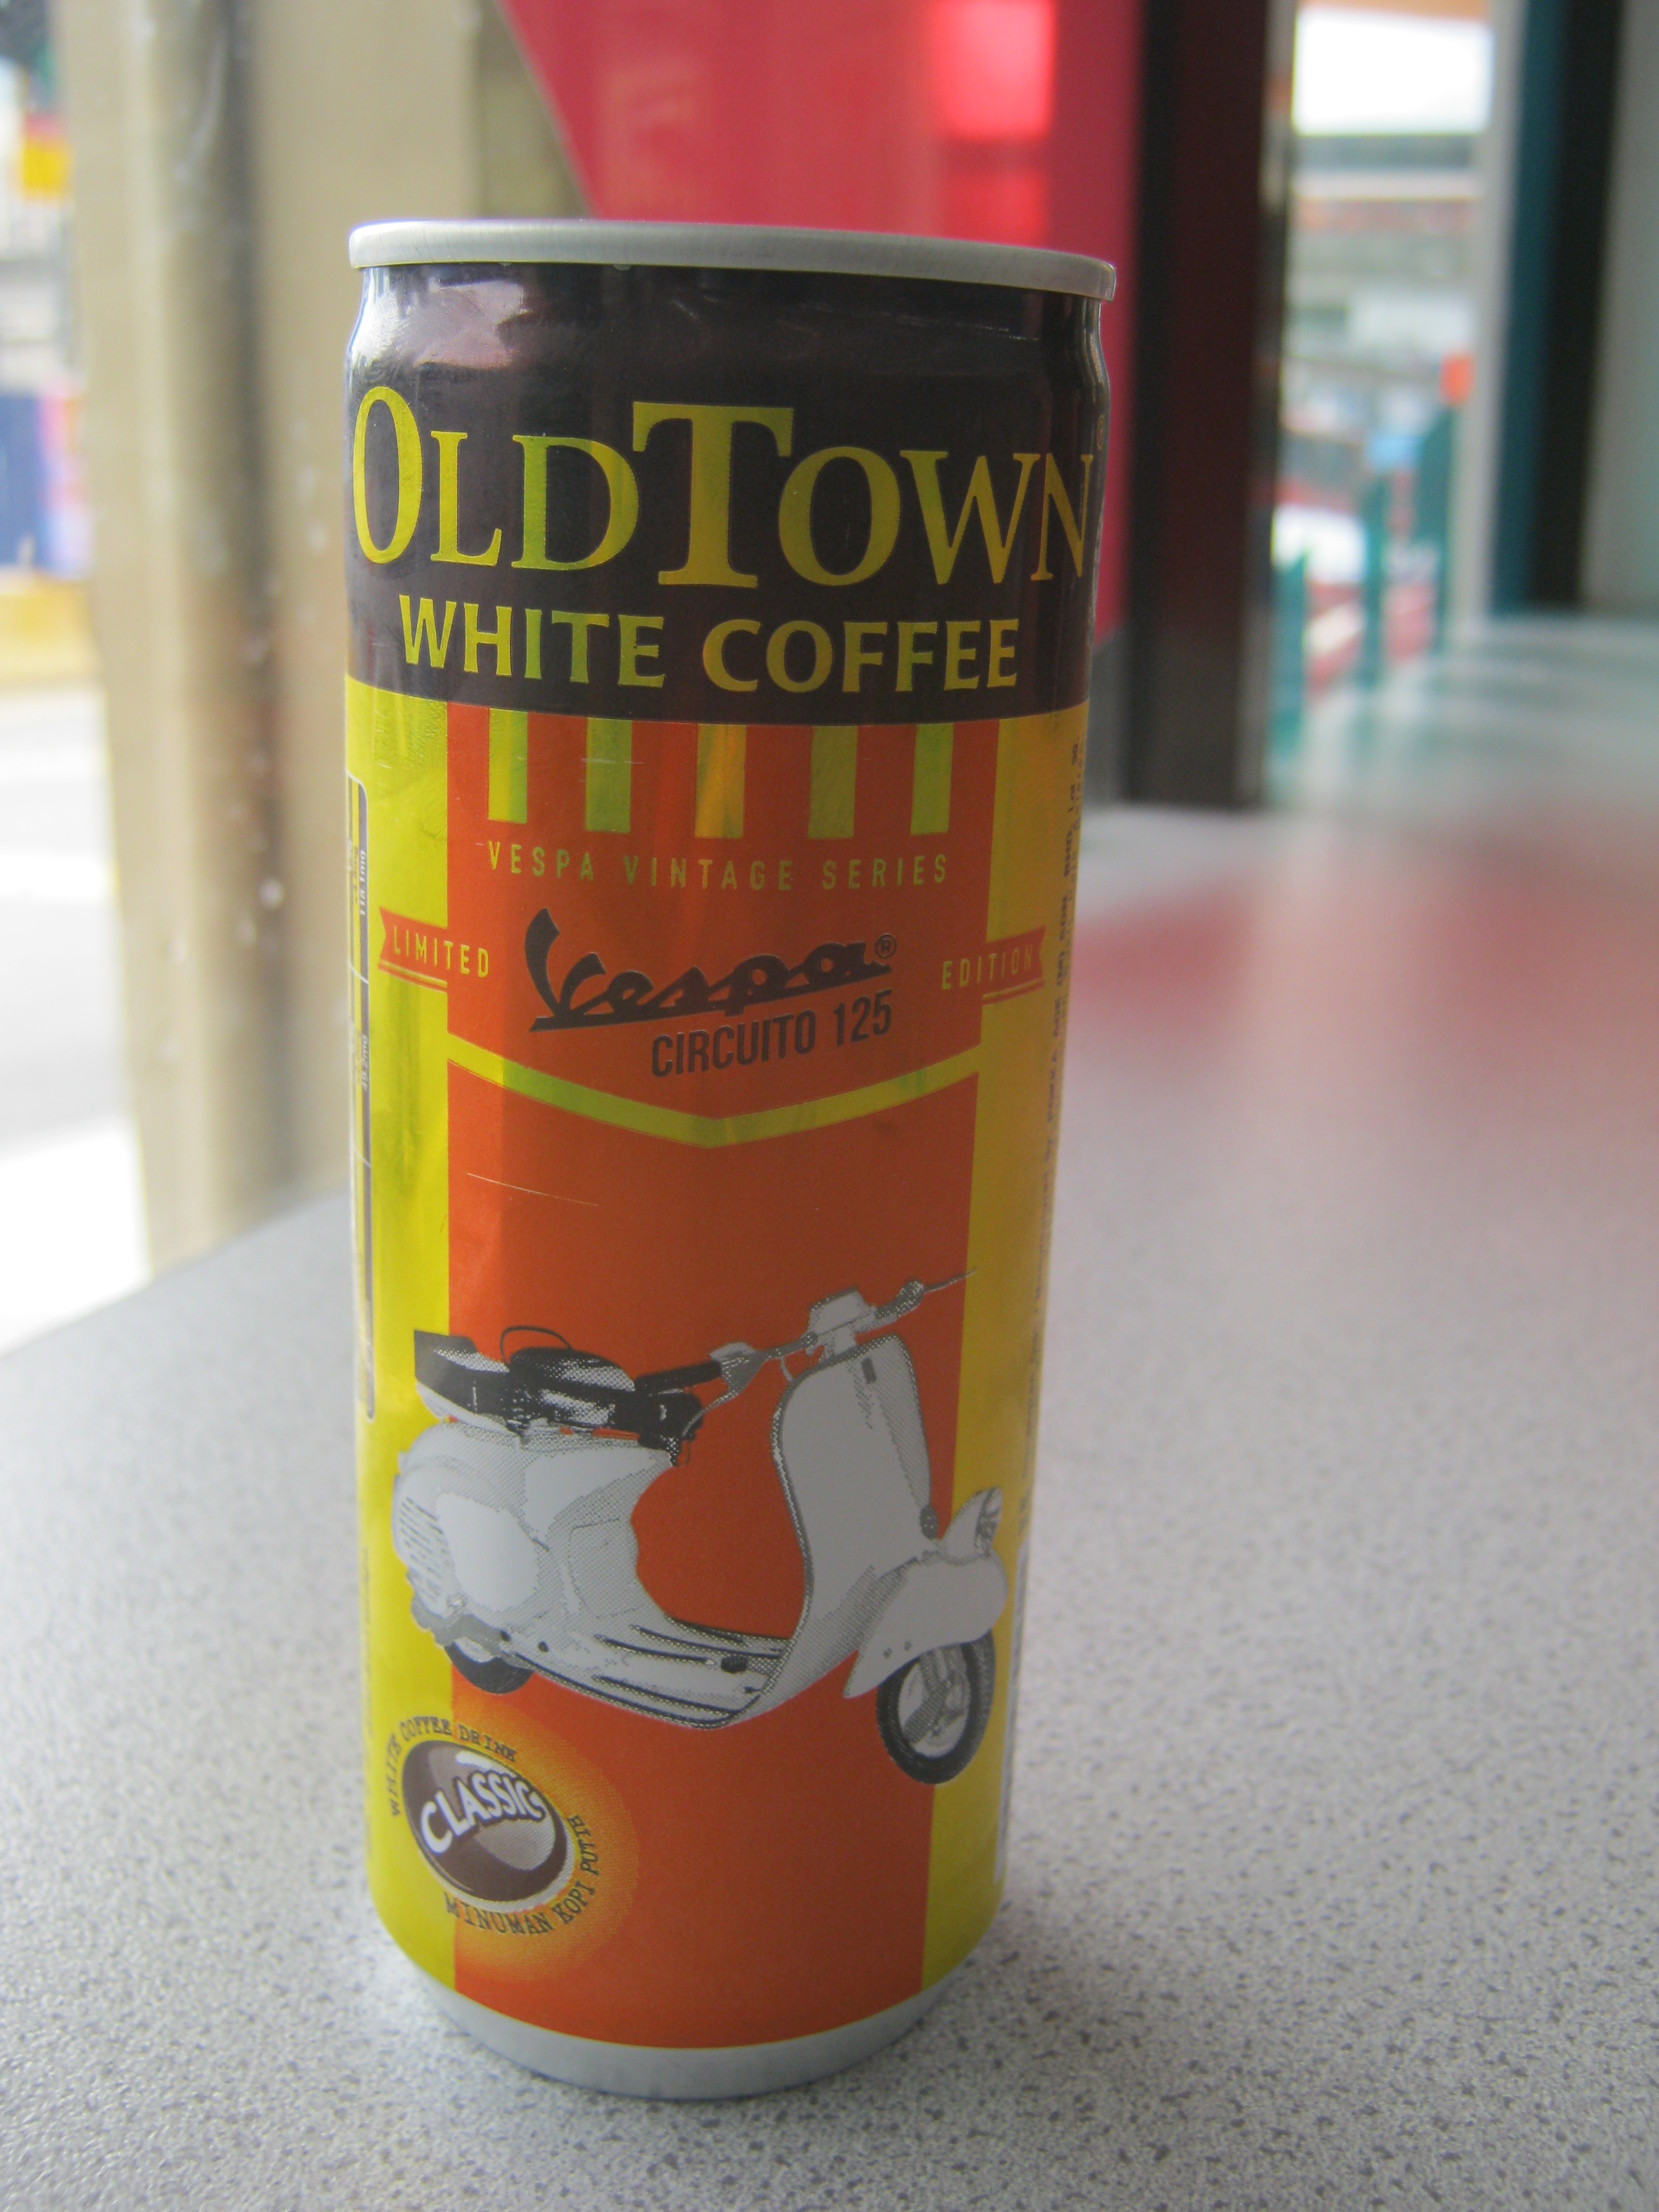 OLDTOWN®
WHITE COFFEE
VESPA VINTAGE SERIES
LIMITED
Vespa®
EDITION
CIRCUITO 125
WHITE COFFEE DRINK
CLASSIC
MINUMAN KOPI PUTIH